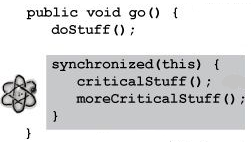 public void go() {
doStuff();
synchronized(this) {
criticalStuff();
moreCriticalStuff();
}
}